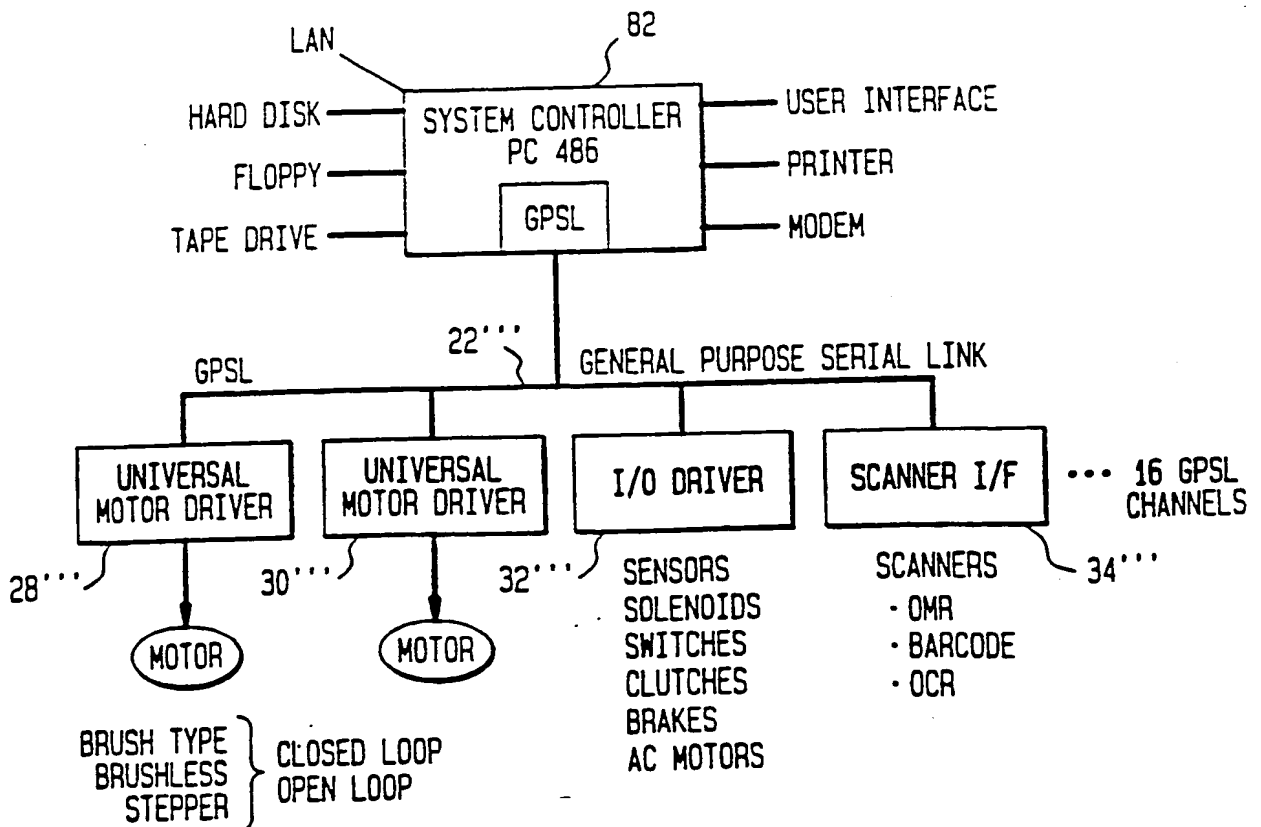 82
LAN
HARD DISK
FLOPPY
TAPE DRIVE
SYSTEM CONTROLLER
PC 486
GPSL
USER INTERFACE
PRINTER
MODEM
22'''
GPSL
GENERAL PURPOSE SERIAL LINK
UNIVERSAL
MOTOR DRIVER
UNIVERSAL
MOTOR DRIVER
I/O DRIVER
SCANNER I/F
••• 16 GPSL
CHANNELS
28'''
30'''
32'''
34'''
MOTOR
MOTOR
SENSORS
SOLENOIDS
SWITCHES
CLUTCHES
BRAKES
AC MOTORS
SCANNERS
· OMR
· BARCODE
· OCR
BRUSH TYPE
BRUSHLESS
STEPPER
CLOSED LOOP
OPEN LOOP